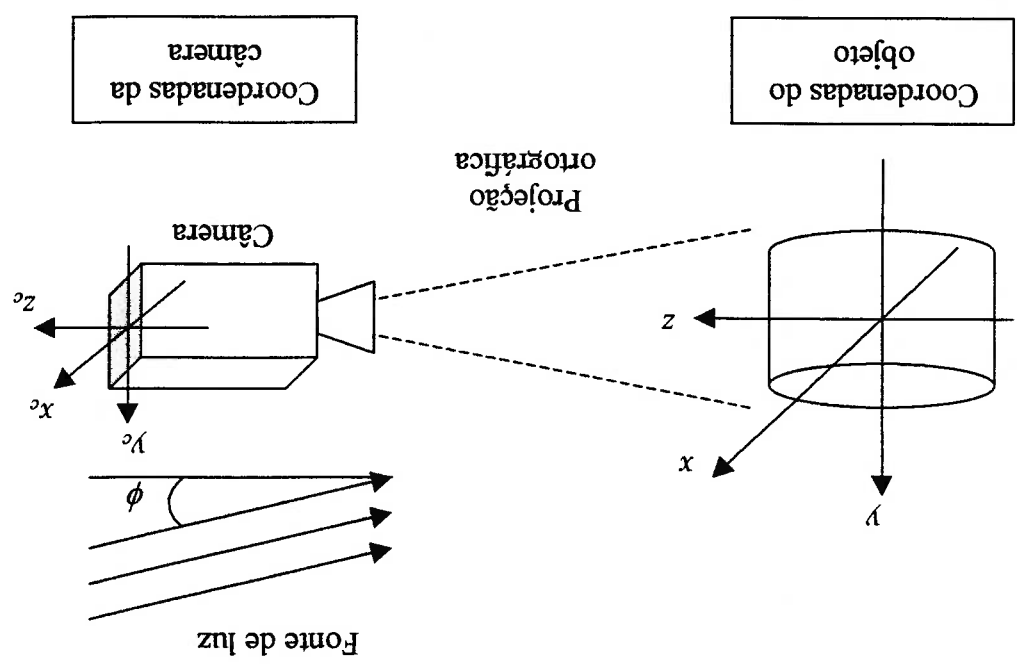 Fonte de luz
y
ϕ
x
y_c
x_c
z
z_c
Câmera
Projeção
ortográfica
Coordenadas do
objeto
Coordenadas da
câmera